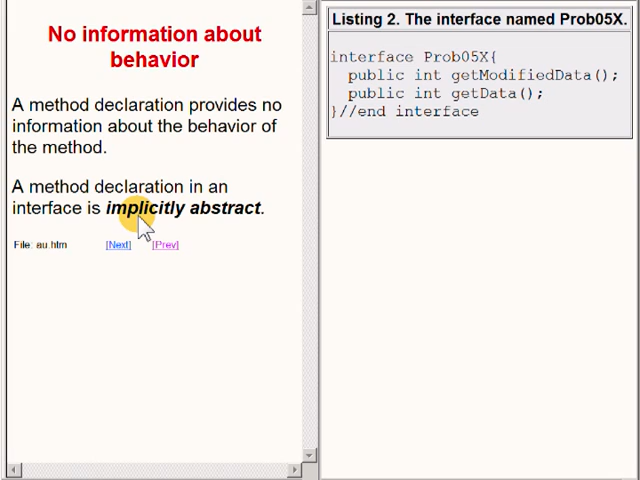 No information about
behavior
A method declaration provides no
information about the behavior of
the method.
A method declaration in an
interface is implicitly abstract.
File: au.htm [Next] [Prev]
Listing 2. The interface named Prob05X.
interface Prob05X{
  public int getModifiedData();
  public int getData();
}//end interface